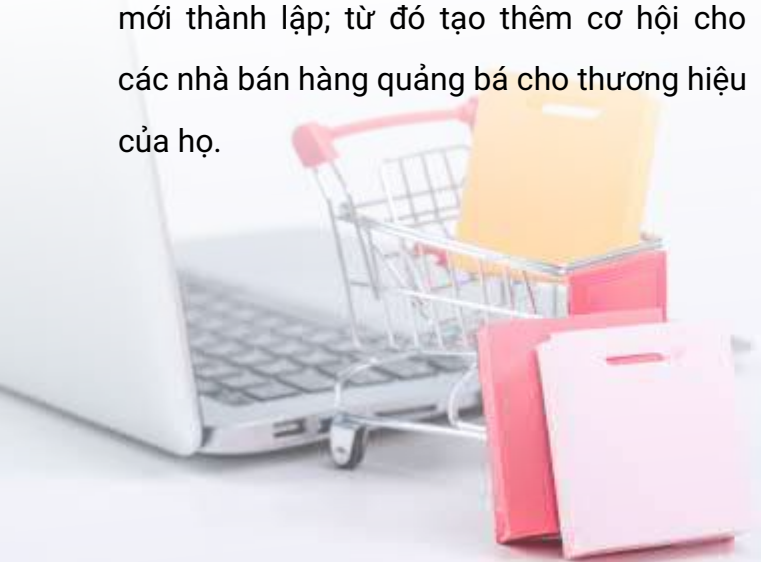 mới thành lập; từ đó tạo thêm cơ hội cho
các nhà bán hàng quảng bá cho thương hiệu
của họ.